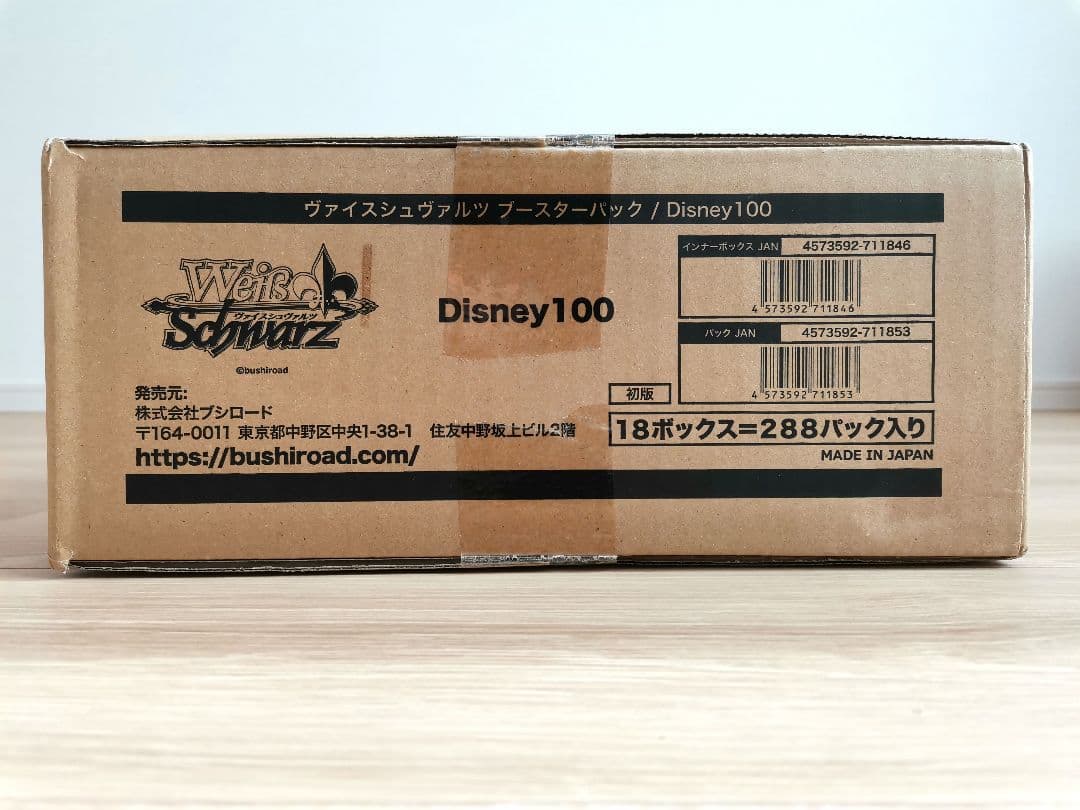 ヴァイスシュヴァルツ ブースターパック / Disney100
Weiß
ヴァイスシュヴァルツ
Schwarz
©bushiroad
Disney100
インナーボックス JAN 4573592-711846
4 573592 711846
パック JAN 4573592-711853
4 573592 711853
発売元:
株式会社ブシロード
〒164-0011 東京都中野区中央1-38-1 住友中野坂上ビル2階
https://bushiroad.com/
初版
18ボックス=288パック入り
MADE IN JAPAN